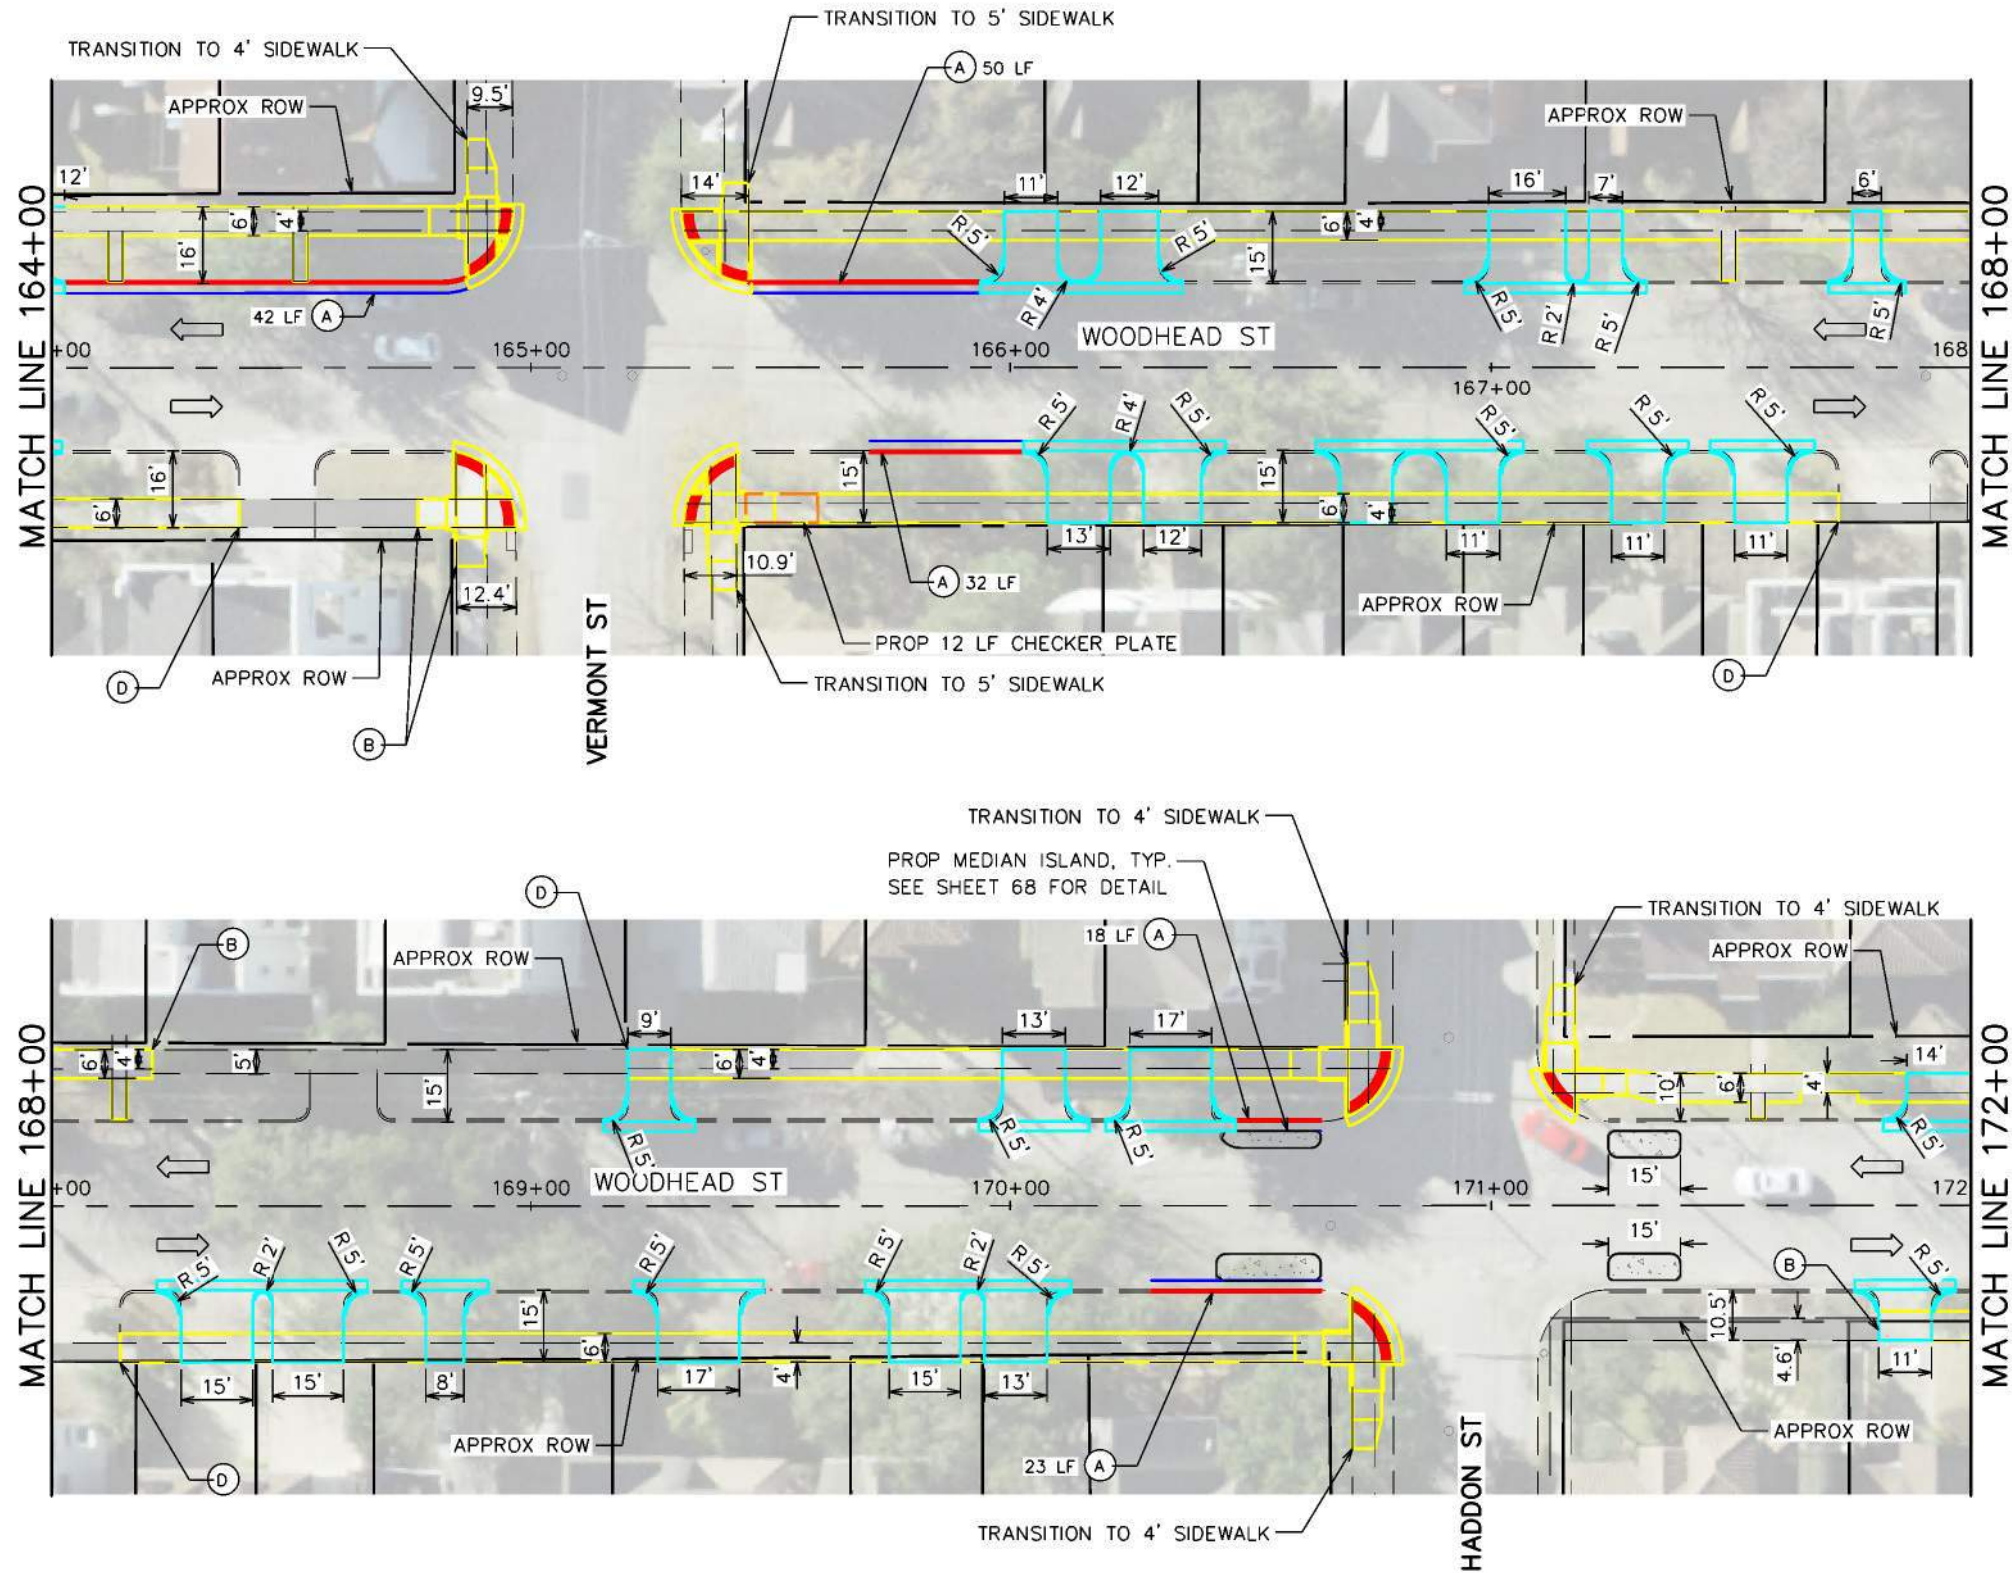 TRANSITION TO 5' SIDEWALK
TRANSITION TO 4' SIDEWALK
A 50 LF
9.5'
APPROX ROW
APPROX ROW
12'
14'
11'
12'
16'
7'
6'
MATCH LINE 164+00
16'
6'
4'
R 5'
R 5'
15'
6'
4'
MATCH LINE 168+00
42 LF A
R 4'
R 5'
R 2'
R 5'
R 5'
WOODHEAD ST
+00
165+00
166+00
167+00
168
R 5'
R 4'
R 5'
R 5'
R 5'
R 5'
16'
6'
15'
15'
6'
4'
13'
12'
11'
11'
11'
10.9'
12.4'
A 32 LF
APPROX ROW
PROP 12 LF CHECKER PLATE
D
APPROX ROW
TRANSITION TO 5' SIDEWALK
D
B
VERMONT ST
TRANSITION TO 4' SIDEWALK
PROP MEDIAN ISLAND, TYP.
SEE SHEET 68 FOR DETAIL
D
TRANSITION TO 4' SIDEWALK
B
18 LF A
APPROX ROW
APPROX ROW
9'
13'
17'
MATCH LINE 168+00
6'
4'
5'
15'
6'
4'
10'
6'
4'
14'
MATCH LINE 172+00
R 5'
R 5'
R 5'
R 5'
WOODHEAD ST
15'
+00
169+00
170+00
171+00
172
15'
R 5'
R 2'
R 5'
R 5'
R 5'
R 5'
R 2'
R 5'
B
R 5'
15'
6'
4'
10.5'
4.6'
15'
15'
8'
17'
15'
13'
11'
APPROX ROW
APPROX ROW
D
23 LF A
TRANSITION TO 4' SIDEWALK
HADDON ST